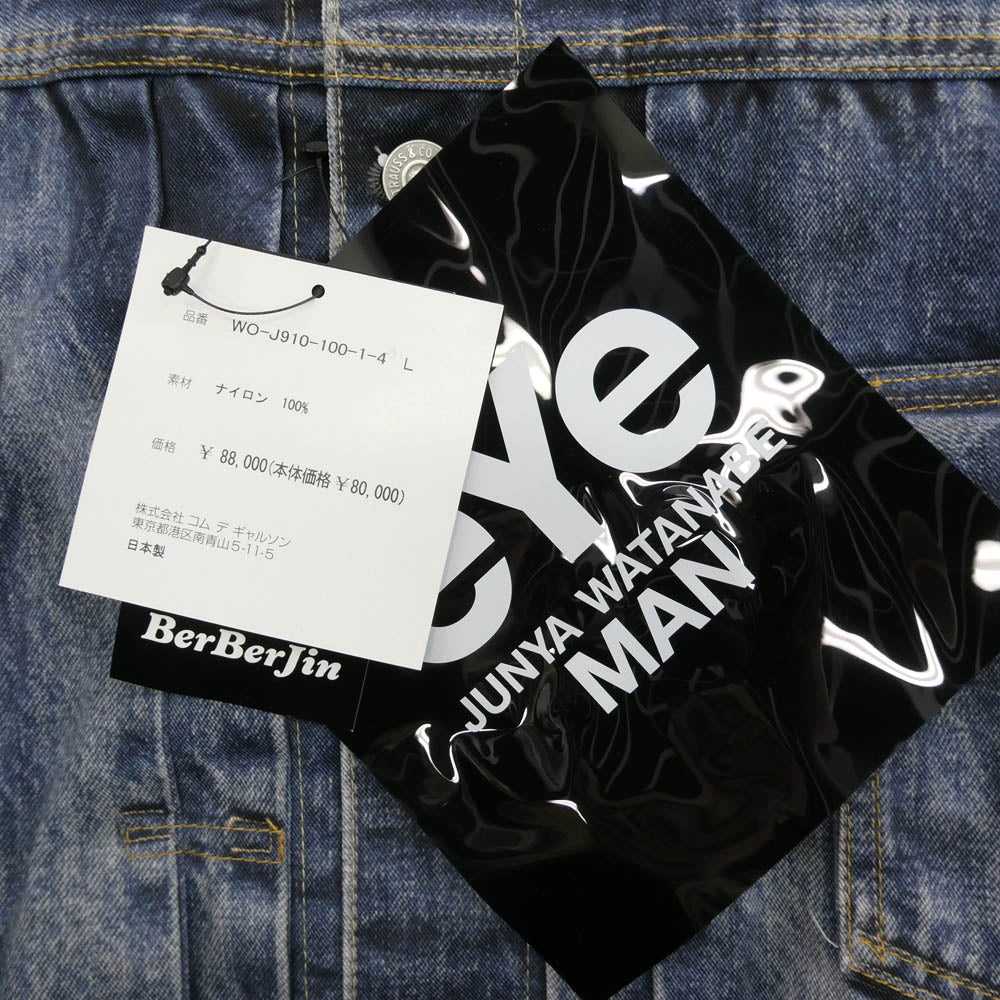 TRAUSS & CO
品番 WO-J910-100-1-4 L
素材 ナイロン 100%
価格 ¥ 88,000(本体価格 ¥80,000)
株式会社 コム デ ギャルソン
東京都港区南青山5-11-5
日本製
BerBerJin
eYe
JUNYA WATANABE
MAN